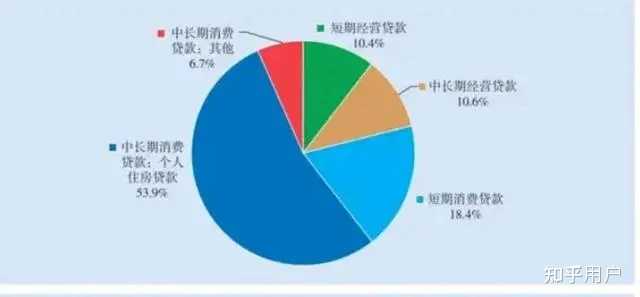 中长期消费
贷款：其他
6.7%
短期经营贷款
10.4%
中长期经营贷款
10.6%
中长期消费
贷款：个人
住房贷款
53.9%
短期消费贷款
18.4%
知乎用户